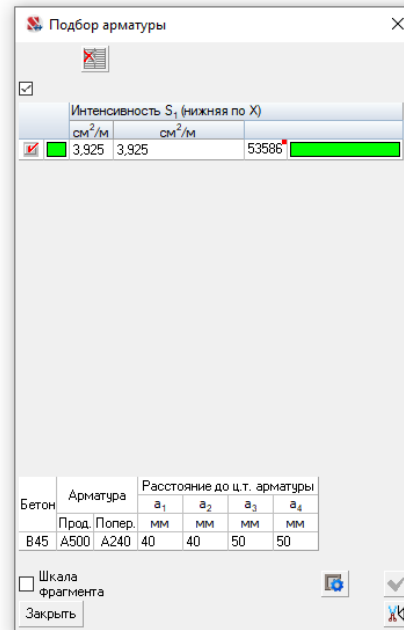 Подбор арматуры
Интенсивность S₁ (нижняя по X)
см²/м см²/м
3,925 3,925 53586
Бетон Арматура Расстояние до ц.т. арматуры
a₁ a₂ a₃ a₄
Прод. Попер. мм мм мм мм
B45 A500 A240 40 40 50 50
Шкала
фрагмента
Закрыть